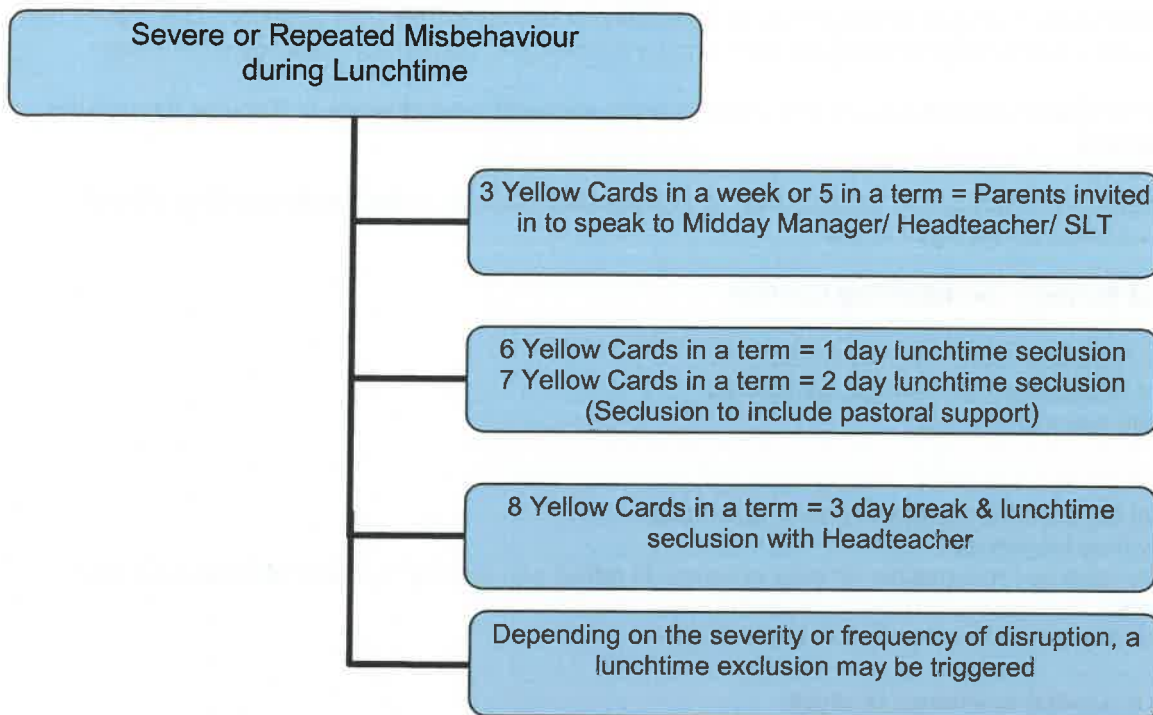 Severe or Repeated Misbehaviour
during Lunchtime
3 Yellow Cards in a week or 5 in a term = Parents invited
in to speak to Midday Manager/ Headteacher/ SLT
6 Yellow Cards in a term = 1 day lunchtime seclusion
7 Yellow Cards in a term = 2 day lunchtime seclusion
(Seclusion to include pastoral support)
8 Yellow Cards in a term = 3 day break & lunchtime
seclusion with Headteacher
Depending on the severity or frequency of disruption, a
lunchtime exclusion may be triggered